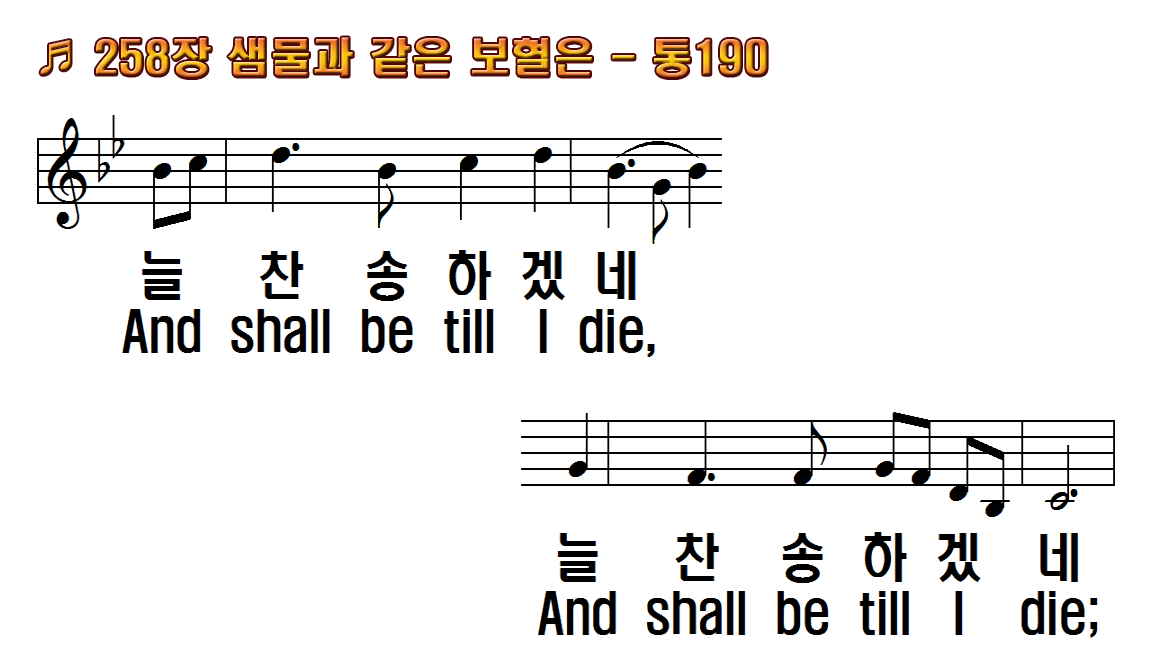 ♬ 258장 샘물과 같은 보혈은 - 통190
늘 찬 송 하 겠 네
And shall be till I die,
늘 찬 송 하 겠 네
And shall be till I die;